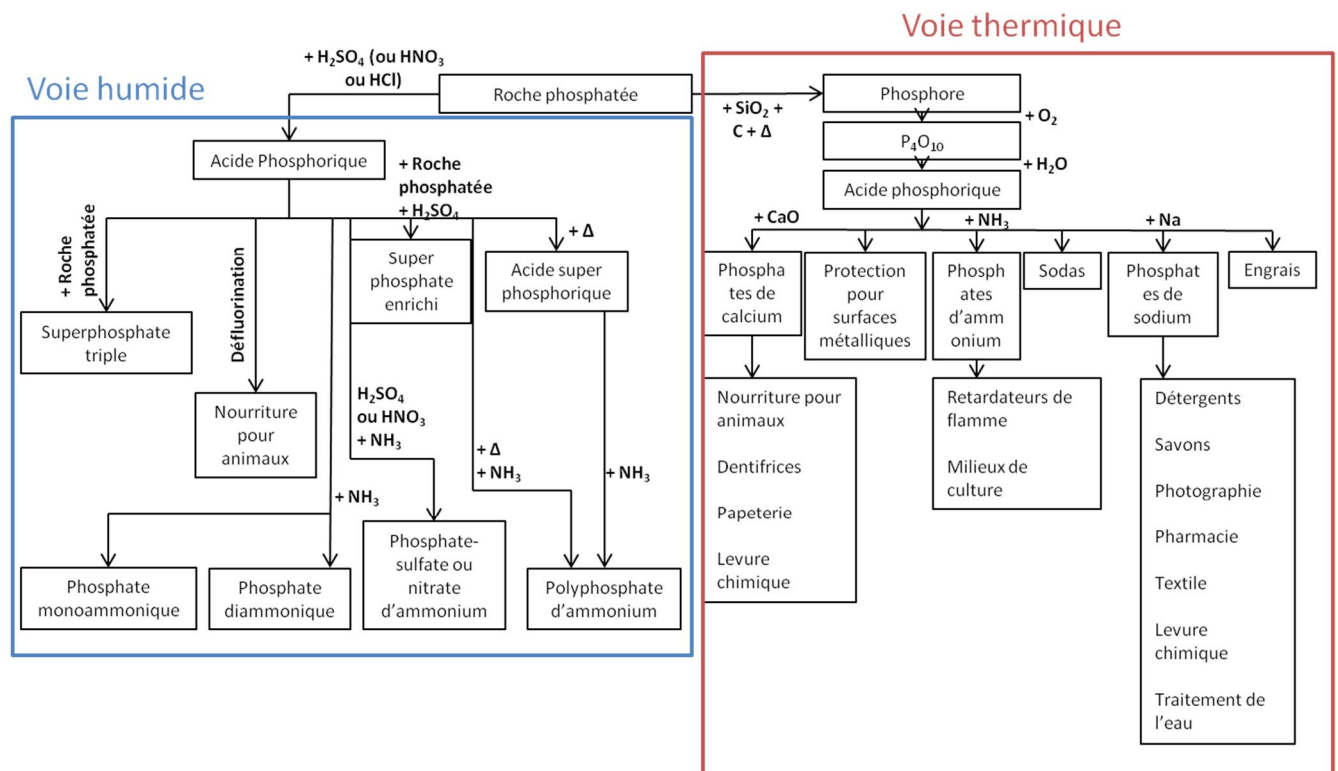 Voie thermique
Voie humide
+ H₂SO₄ (ou HNO₃
ou HCl)
Roche phosphatée
+ SiO₂ +
C + Δ
Phosphore
+ O₂
P₄O₁₀
+ H₂O
Acide phosphorique
Acide Phosphorique
+ Roche
phosphatée
+ H₂SO₄
+ Roche
phosphatée
Défluorination
+ Δ
Super
phosphate
enrichi
Acide super
phosphorique
Superphosphate
triple
Nourriture
pour
animaux
H₂SO₄
ou HNO₃
+ NH₃
+ Δ
+ NH₃
+ NH₃
+ NH₃
Phosphate
monoammonique
Phosphate
diammonique
Phosphate-
sulfate ou
nitrate
d’ammonium
Polyphosphate
d’ammonium
+ CaO
+ NH₃
+ Na
Phospha
tes de
calcium
Protection
pour
surfaces
métalliques
Phosph
ates
d’amm
onium
Sodas
Phosphat
es de
sodium
Engrais
Nourriture pour
animaux
Dentifrices
Papeterie
Levure
chimique
Retardateurs de
flamme
Milieux de
culture
Détergents
Savons
Photographie
Pharmacie
Textile
Levure
chimique
Traitement de
l’eau